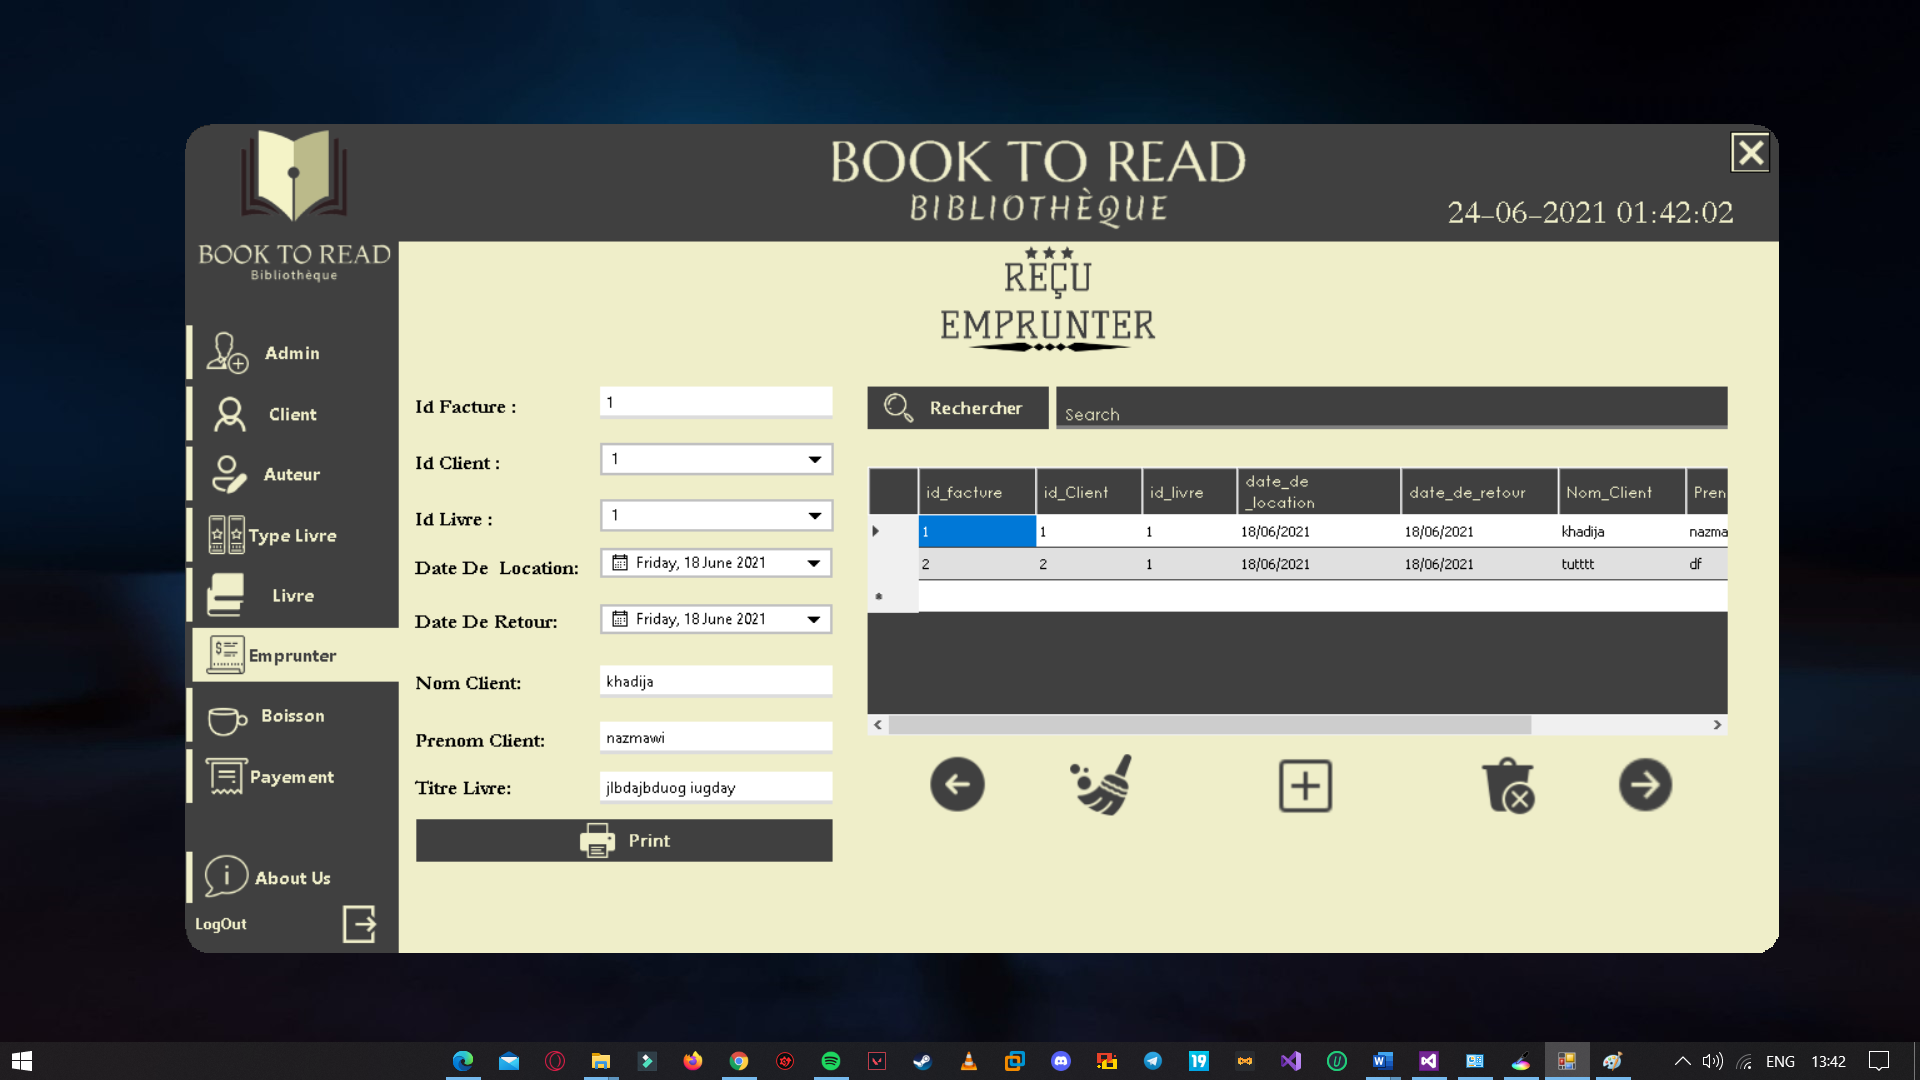 BOOK TO READ
BIBLIOTHÈQUE
24-06-2021 01:42:02
BOOK TO READ
Bibliothèque
REÇU
EMPRUNTER
Admin
Client
Auteur
Type Livre
Livre
Emprunter
Boisson
Payement
About Us
LogOut
Id Facture : 1
Id Client : 1
Id Livre : 1
Date De Location: Friday, 18 June 2021
Date De Retour: Friday, 18 June 2021
Nom Client: khadija
Prenom Client: nazmawi
Titre Livre: jlbdajbduog iugday
Print
Rechercher Search
id_facture id_Client id_livre date_de_location date_de_retour Nom_Client Pren
1 1 1 18/06/2021 18/06/2021 khadija nazma
2 2 1 18/06/2021 18/06/2021 tutttt df
ENG 13:42